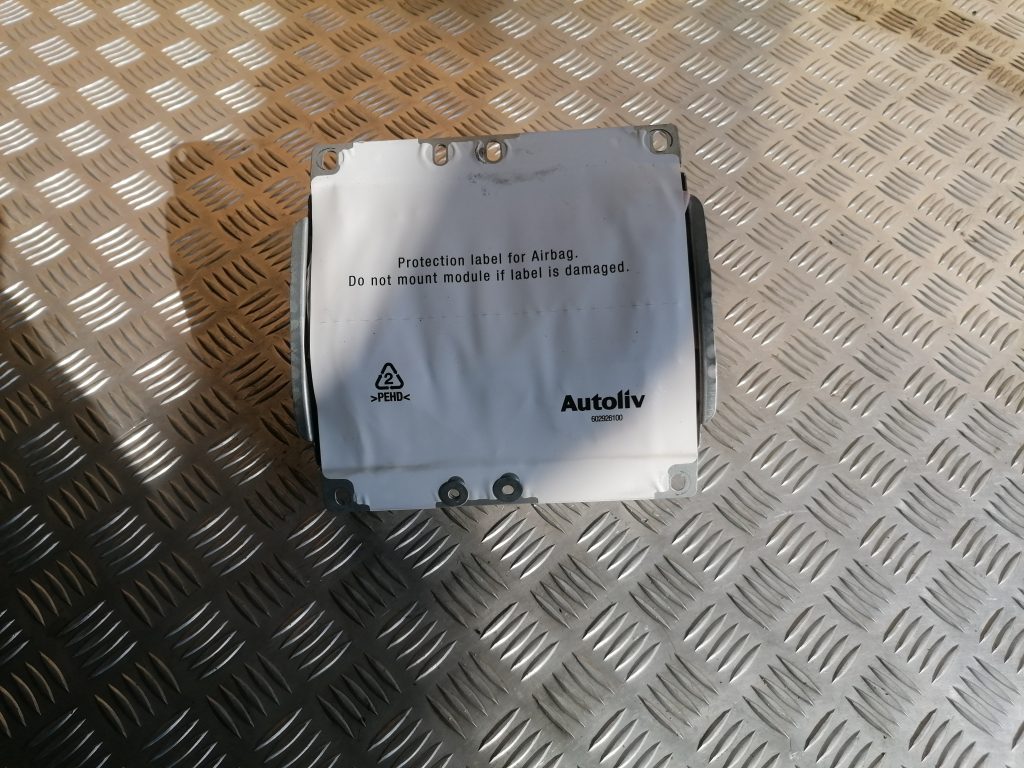 Protection label for Airbag.
Do not mount module if label is damaged.
2
>PEHD<
Autoliv
602926100